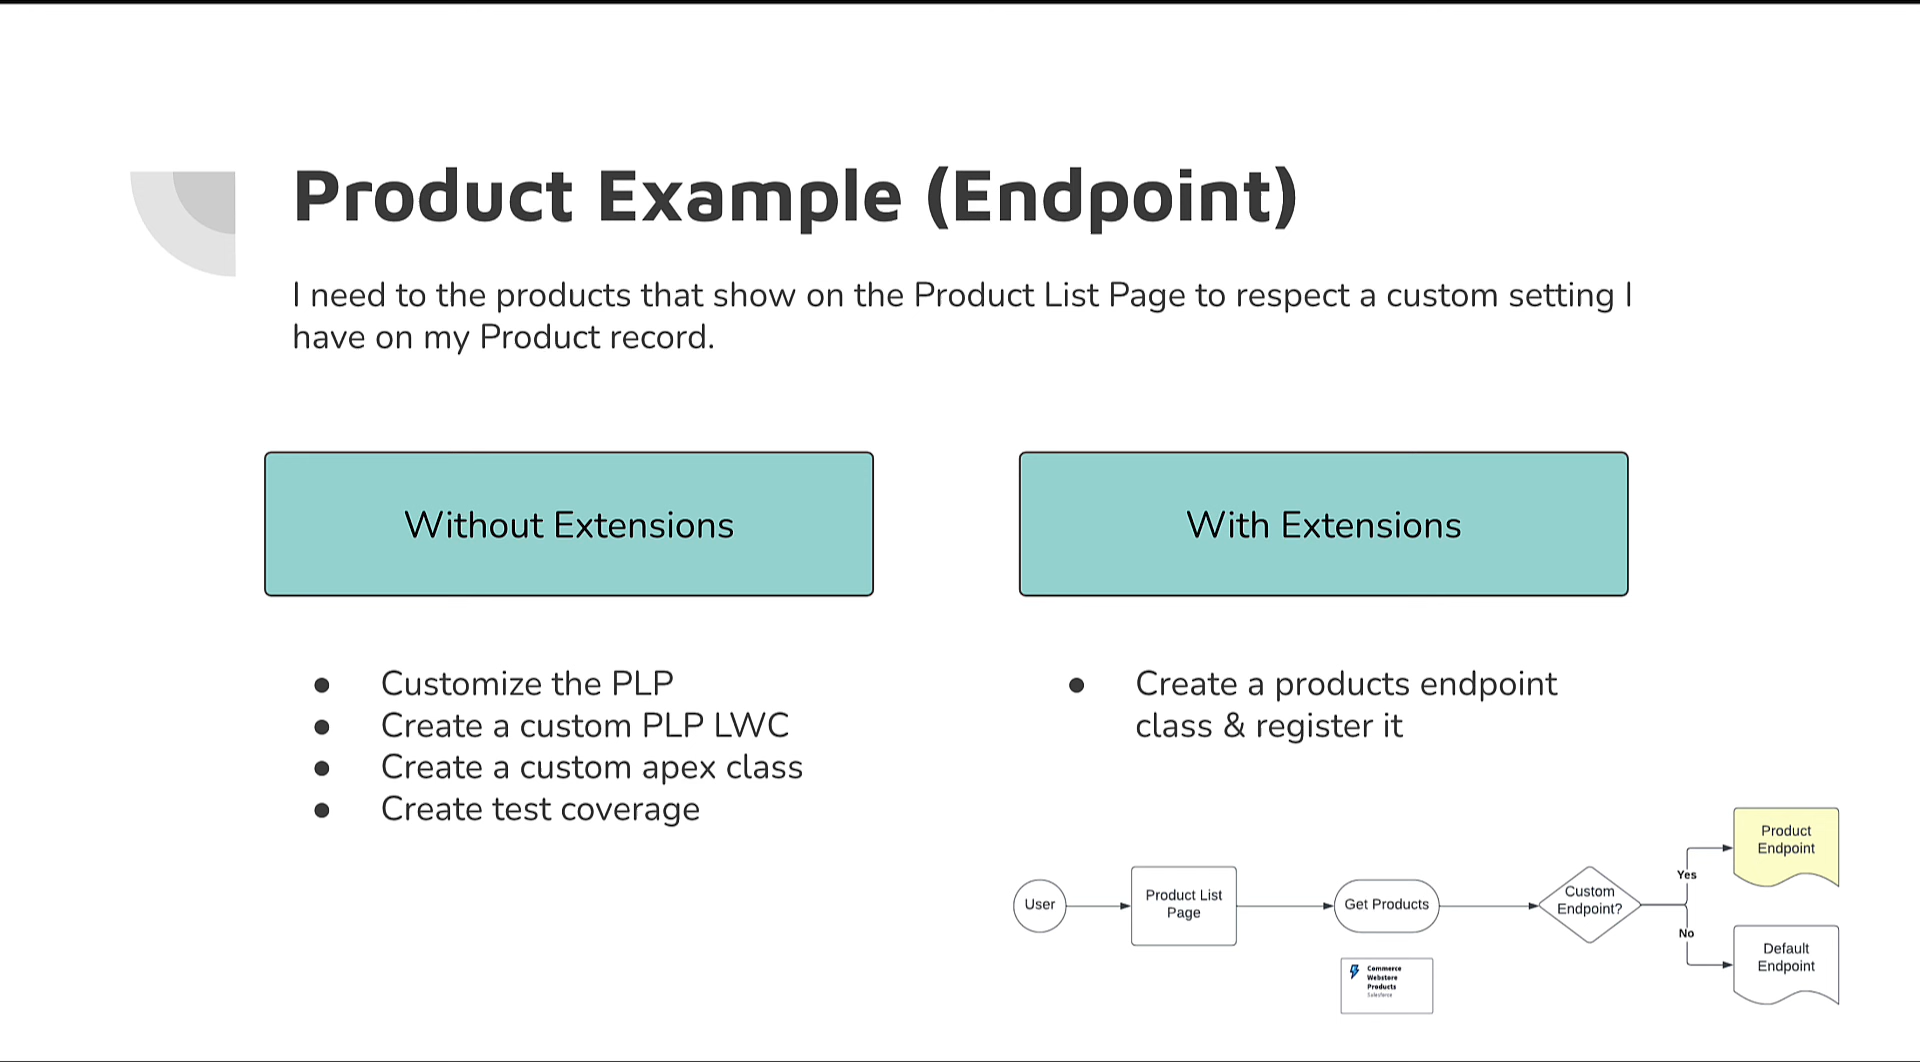 Product Example (Endpoint)
I need to the products that show on the Product List Page to respect a custom setting I
have on my Product record.
Without Extensions
With Extensions
● Customize the PLP
● Create a custom PLP LWC
● Create a custom apex class
● Create test coverage
● Create a products endpoint
class & register it
User
Product List
Page
Get Products
Commerce
Webstore
Products
Salesforce
Custom
Endpoint?
Yes
No
Product
Endpoint
Default
Endpoint